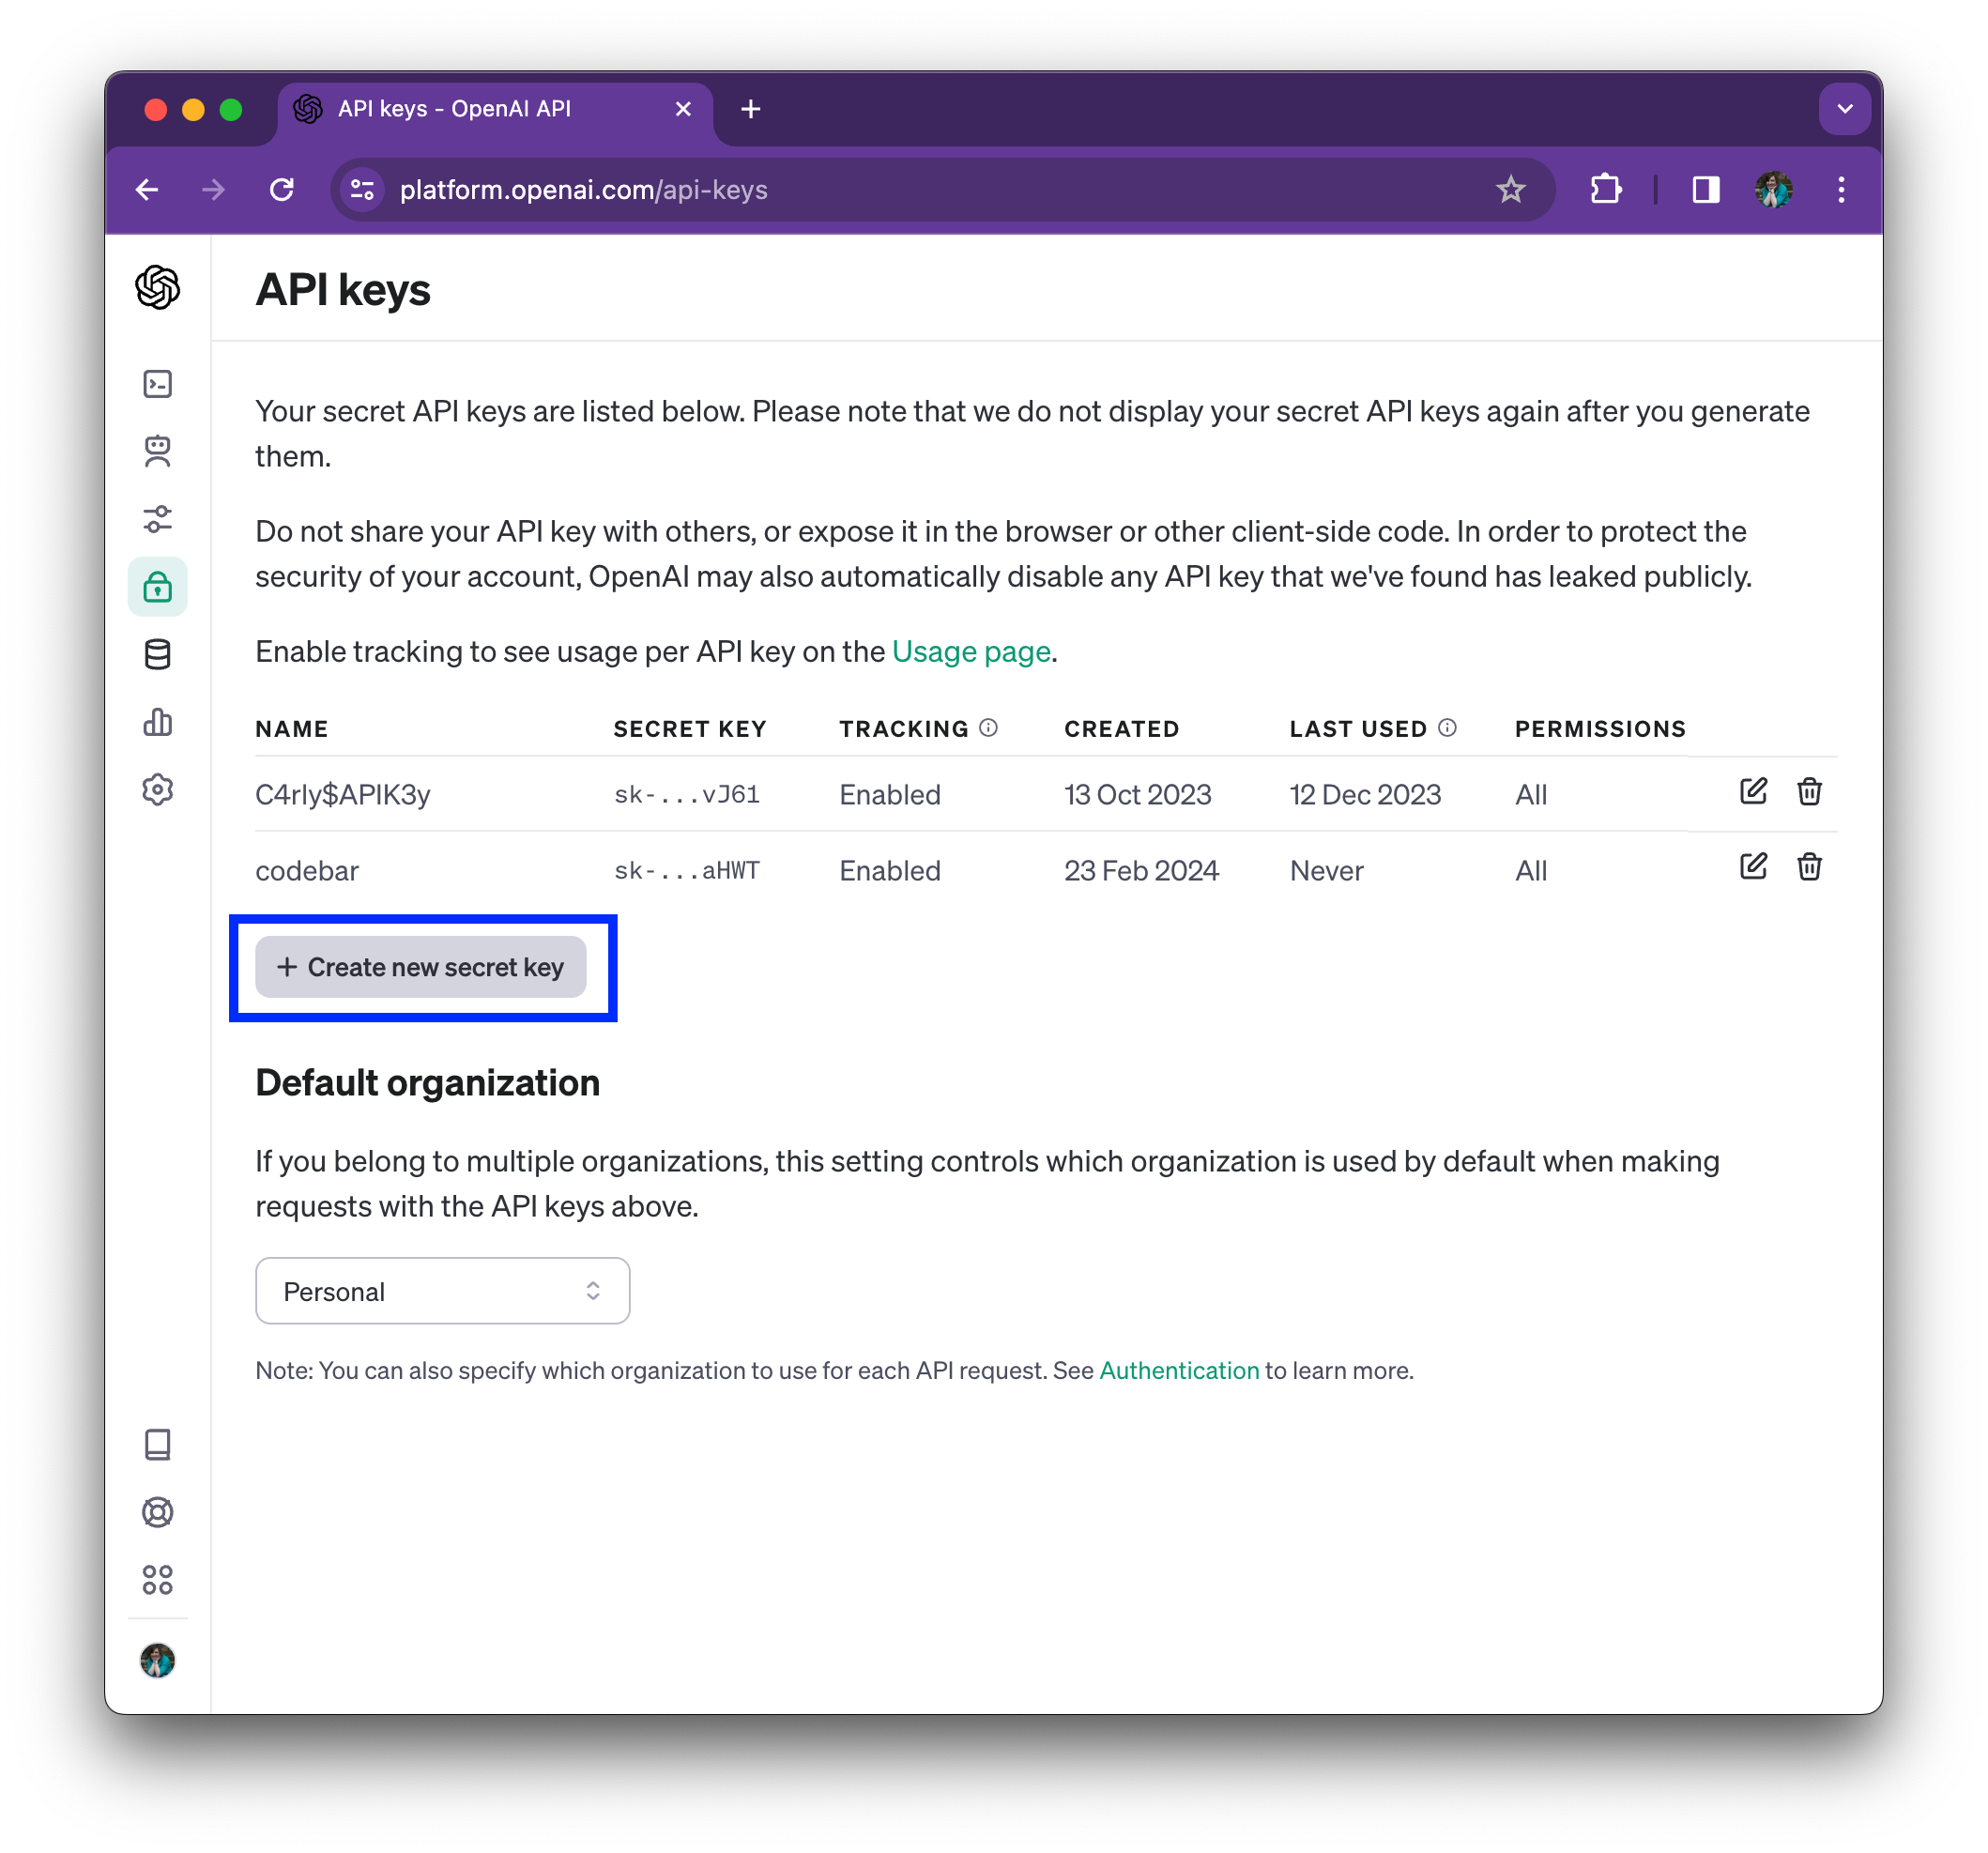 API keys - OpenAI API
platform.openai.com/api-keys
API keys
Your secret API keys are listed below. Please note that we do not display your secret API keys again after you generate
them.
Do not share your API key with others, or expose it in the browser or other client-side code. In order to protect the
security of your account, OpenAI may also automatically disable any API key that we've found has leaked publicly.
Enable tracking to see usage per API key on the Usage page.
NAME SECRET KEY TRACKING CREATED LAST USED PERMISSIONS
C4rly$APIK3y sk-...vJ61 Enabled 13 Oct 2023 12 Dec 2023 All
codebar sk-...aHWT Enabled 23 Feb 2024 Never All
+ Create new secret key
Default organization
If you belong to multiple organizations, this setting controls which organization is used by default when making
requests with the API keys above.
Personal
Note: You can also specify which organization to use for each API request. See Authentication to learn more.